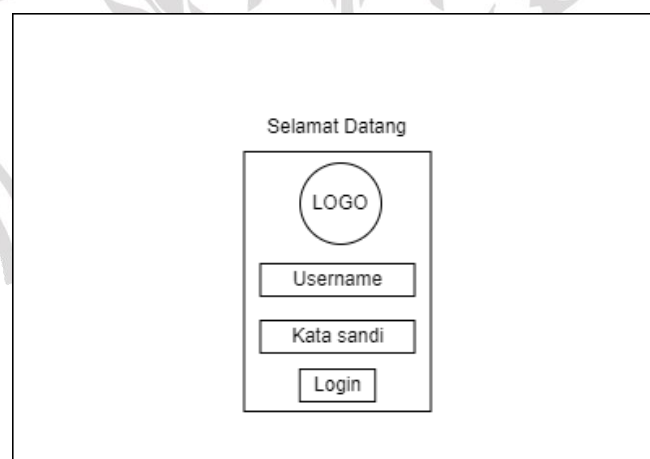 Selamat Datang
LOGO
Username
Kata sandi
Login